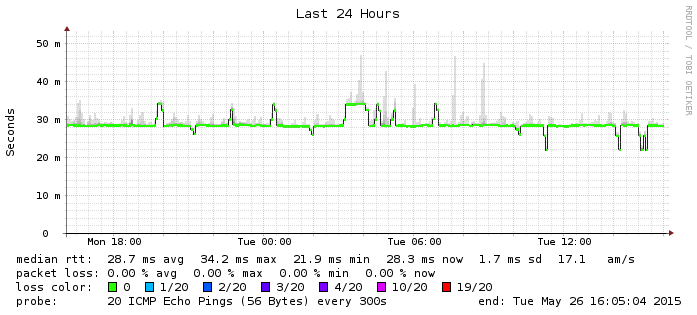 Last 24 Hours
RRDTOOL / TOBI OETIKER
Seconds
50 m
40 m
30 m
20 m
10 m
0
Mon 18:00 Tue 00:00 Tue 06:00 Tue 12:00
median rtt: 28.7 ms avg 34.2 ms max 21.9 ms min 28.3 ms now 1.7 ms sd 17.1 am/s
packet loss: 0.00 % avg 0.00 % max 0.00 % min 0.00 % now
loss color: 0 1/20 2/20 3/20 4/20 10/20 19/20
probe: 20 ICMP Echo Pings (56 Bytes) every 300s end: Tue May 26 16:05:04 2015